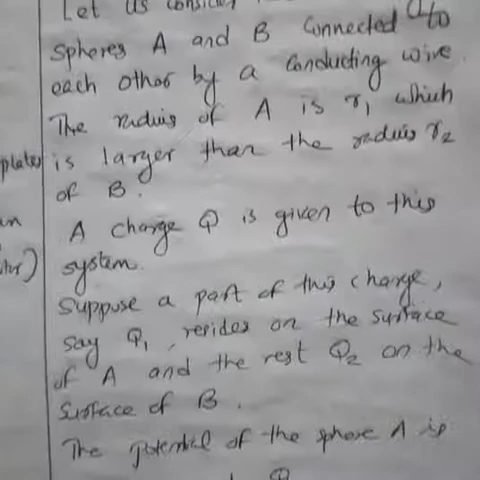 Let us consider
spheres A and B connected to
each other by a conducting wire.
The radius of A is r₁ which
plates is larger than the radius r₂
of B.
A charge Q is given to this
system.
Suppose a part of this charge,
say Q₁, resides on the surface
of A and the rest Q₂ on the
surface of B.
The potential of the sphere A is